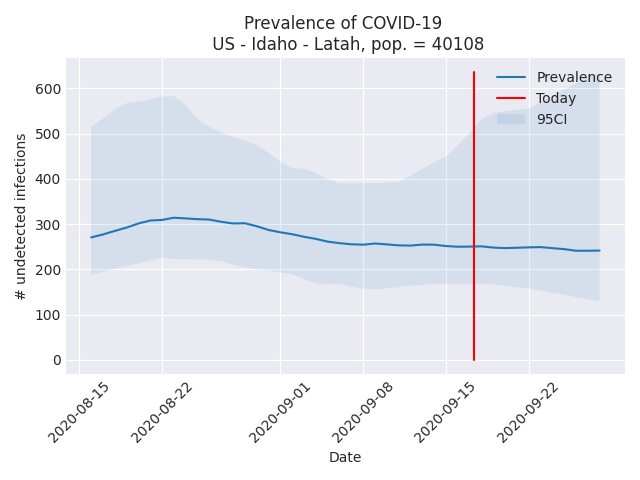 Prevalence of COVID-19
US - Idaho - Latah, pop. = 40108
# undetected infections
600
500
400
300
200
100
0
Prevalence
Today
95CI
2020-08-15
2020-08-22
2020-09-01
2020-09-08
2020-09-15
2020-09-22
Date